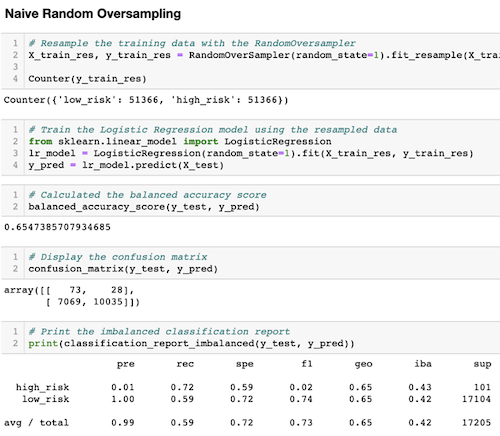 Naive Random Oversampling
1 # Resample the training data with the RandomOversampler
2 X_train_res, y_train_res = RandomOverSampler(random_state=1).fit_resample(X_tra
3
4 Counter(y_train_res)
Counter({'low_risk': 51366, 'high_risk': 51366})
1 # Train the Logistic Regression model using the resampled data
2 from sklearn.linear_model import LogisticRegression
3 lr_model = LogisticRegression(random_state=1).fit(X_train_res, y_train_res)
4 y_pred = lr_model.predict(X_test)
1 # Calculated the balanced accuracy score
2 balanced_accuracy_score(y_test, y_pred)
0.6547385707934685
1 # Display the confusion matrix
2 confusion_matrix(y_test, y_pred)
array([[   73,    28],
       [ 7069, 10035]])
1 # Print the imbalanced classification report
2 print(classification_report_imbalanced(y_test, y_pred))
pre rec spe f1 geo iba sup
high_risk 0.01 0.72 0.59 0.02 0.65 0.43 101
low_risk 1.00 0.59 0.72 0.74 0.65 0.42 17104
avg / total 0.99 0.59 0.72 0.73 0.65 0.42 17205